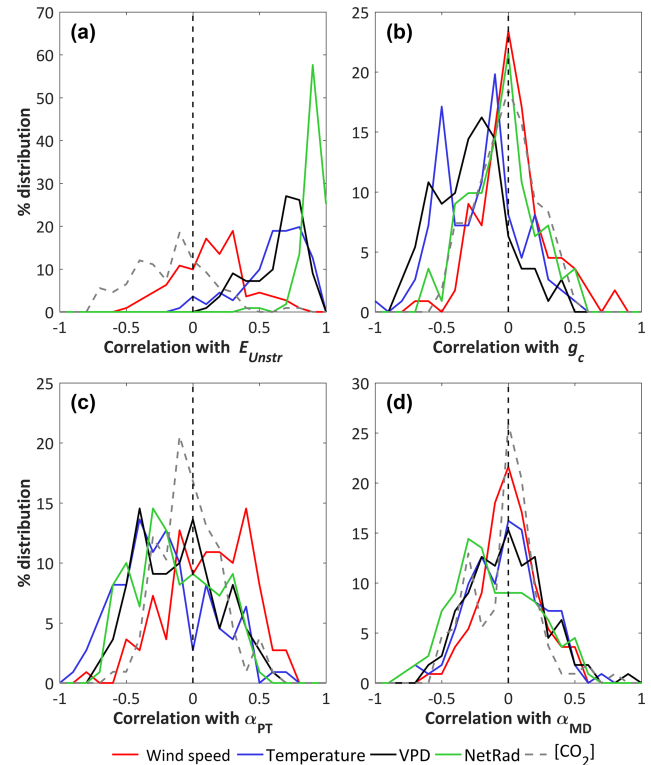 (a)
% distribution
70
60
50
40
30
20
10
0
-1 -0.5 0 0.5 1
Correlation with E_Unstr
(b)
25
20
15
10
5
0
-1 -0.5 0 0.5 1
Correlation with g_c
(c)
% distribution
25
20
15
10
5
0
-1 -0.5 0 0.5 1
Correlation with α_PT
(d)
30
25
20
15
10
5
0
-1 -0.5 0 0.5 1
Correlation with α_MD
Wind speed Temperature VPD NetRad [CO₂]